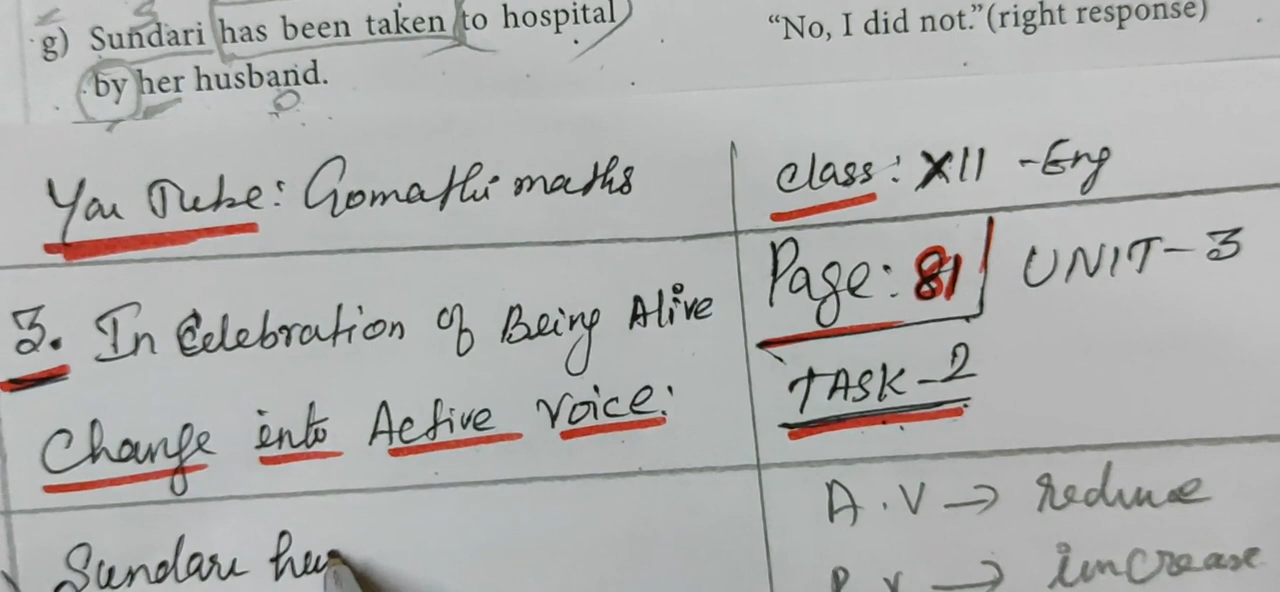 g) Sundari has been taken to hospital
by her husband.
"No, I did not."(right response)
You Tube: Gomathi maths
class: XII -Eng
3. In Celebration of Being Alive
Page: 81 UNIT-3
Change into Active Voice:
TASK-2
A.V → reduce
Sundari
P.V → increase